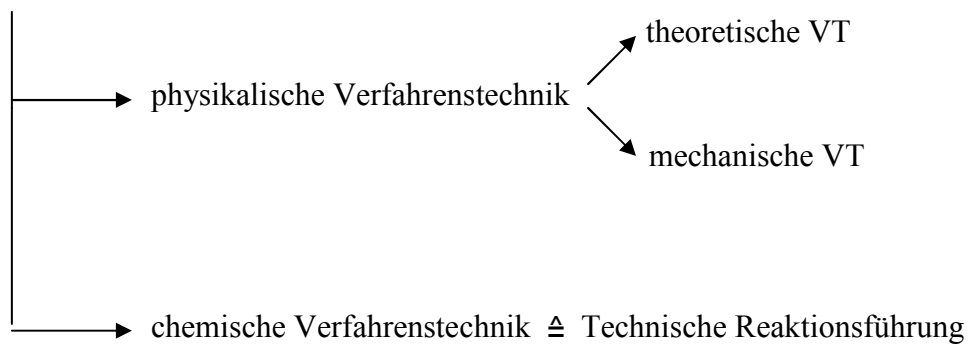 theoretische VT
physikalische Verfahrenstechnik
mechanische VT
chemische Verfahrenstechnik ≙ Technische Reaktionsführung